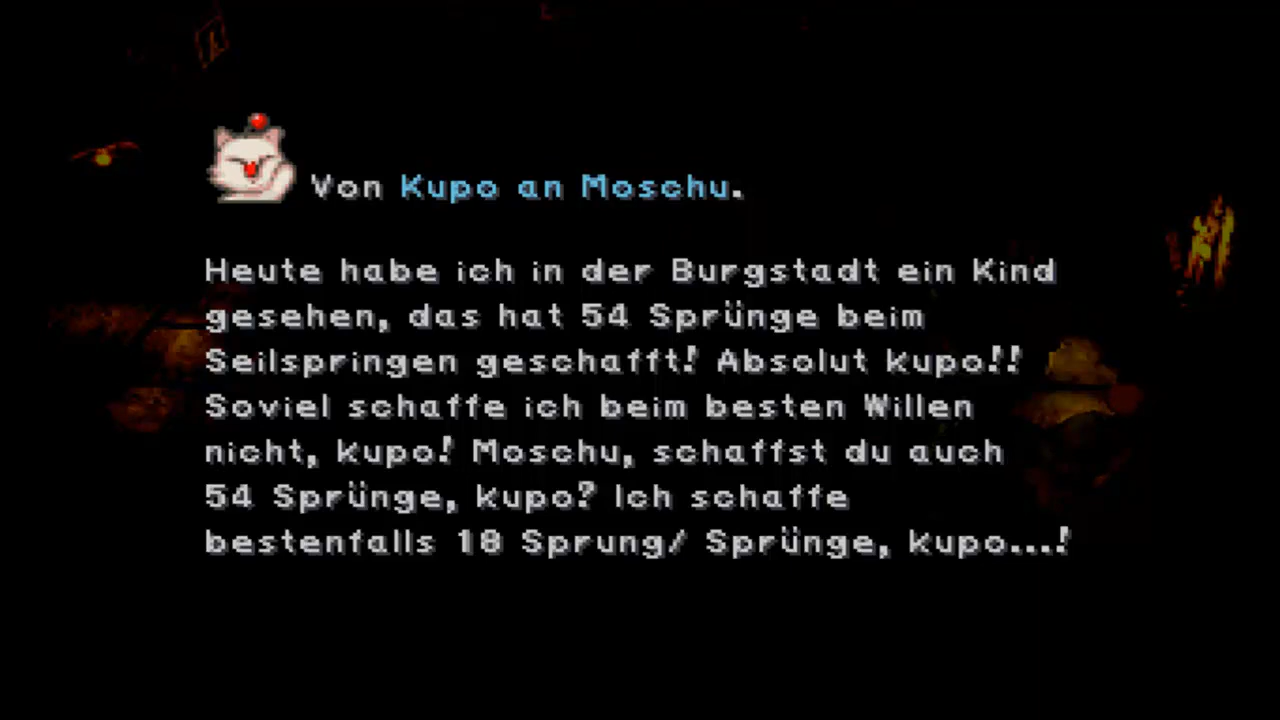 Von Kupo an Moschu.
Heute habe ich in der Burgstadt ein Kind
gesehen, das hat 54 Sprünge beim
Seilspringen geschafft! Absolut kupo!!
Soviel schaffe ich beim besten Willen
nicht, kupo! Moschu, schaffst du auch
54 Sprünge, kupo? Ich schaffe
bestenfalls 18 Sprung/ Sprünge, kupo...!